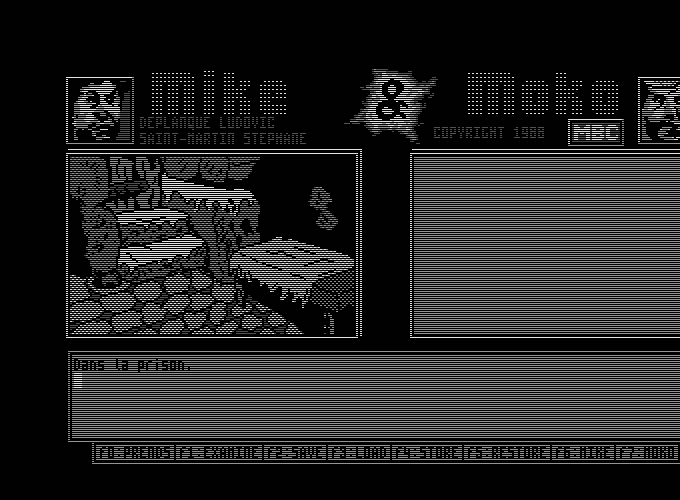 Mike & Moko
DEPLANQUE LUDOVIC
SAINT-MARTIN STEPHANE
COPYRIGHT 1988
MBC
Dans la prison.
f0 PRENDS|f1 EXAMINE|f2 SAVE|f3 LOAD|f4 STORE|f5 RESTORE|f6 MIKE|f7 MOKO